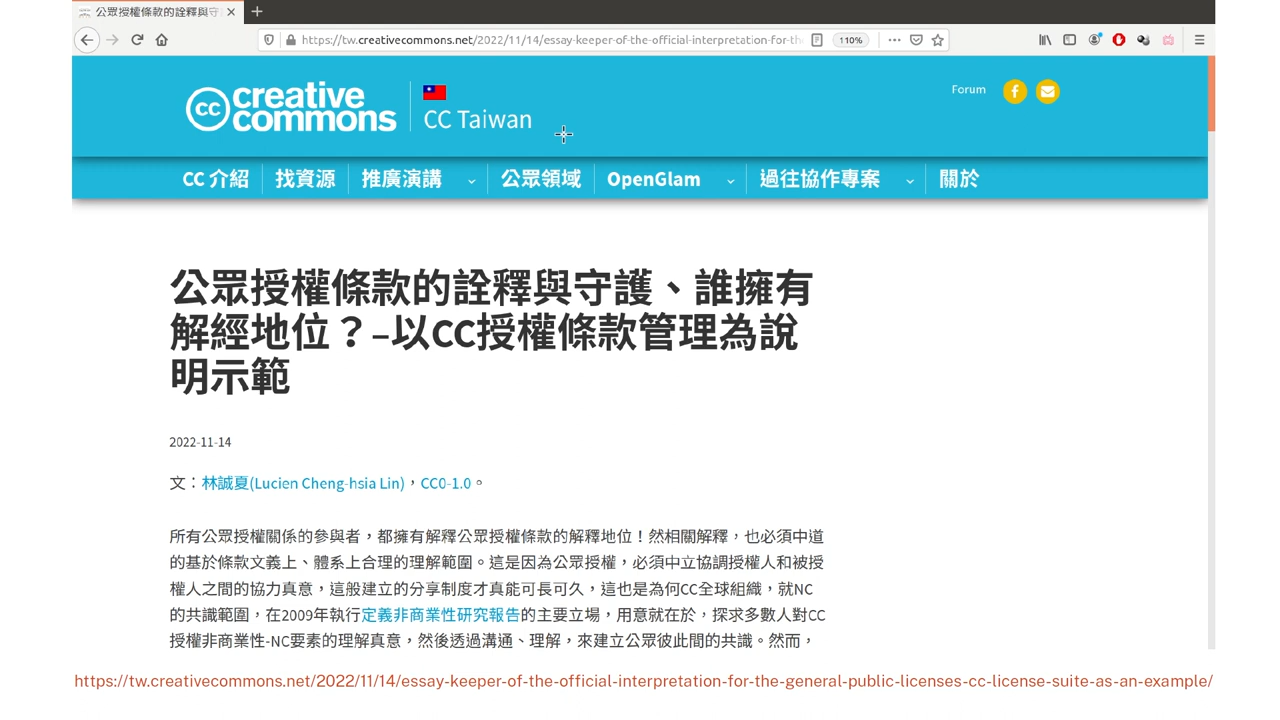 公眾授權條款的詮釋與守
https://tw.creativecommons.net/2022/11/14/essay-keeper-of-the-official-interpretation-for-th
110%
cc creative commons
CC Taiwan
Forum
CC 介紹 找資源 推廣演講 公眾領域 OpenGlam 過往協作專案 關於
公眾授權條款的詮釋與守護、誰擁有
解經地位？–以CC授權條款管理為說
明示範
2022-11-14
文：林誠夏(Lucien Cheng-hsia Lin)，CC0-1.0。
所有公眾授權關係的參與者，都擁有解釋公眾授權條款的解釋地位！然相關解釋，也必須中道
的基於條款文義上、體系上合理的理解範圍。這是因為公眾授權，必須中立協調授權人和被授
權人之間的協力真意，這般建立的分享制度才真能可長可久，這也是為何CC全球組織，就NC
的共識範圍，在2009年執行定義非商業性研究報告的主要立場，用意就在於，探求多數人對CC
授權非商業性-NC要素的理解真意，然後透過溝通、理解，來建立公眾彼此間的共識。然而，
https://tw.creativecommons.net/2022/11/14/essay-keeper-of-the-official-interpretation-for-the-general-public-licenses-cc-license-suite-as-an-example/